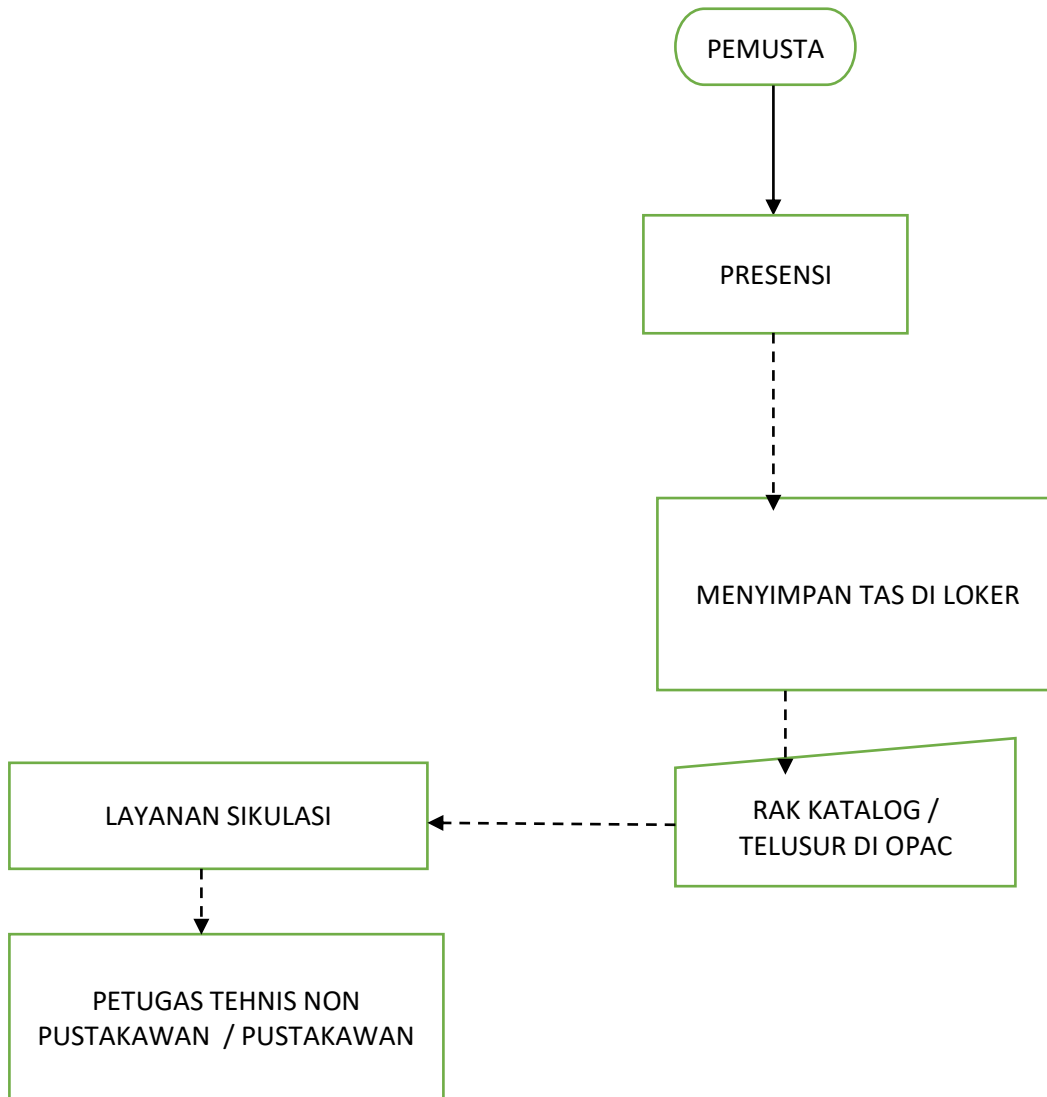 PEMUSTA
PRESENSI
MENYIMPAN TAS DI LOKER
RAK KATALOG /
TELUSUR DI OPAC
LAYANAN SIKULASI
PETUGAS TEHNIS NON
PUSTAKAWAN / PUSTAKAWAN